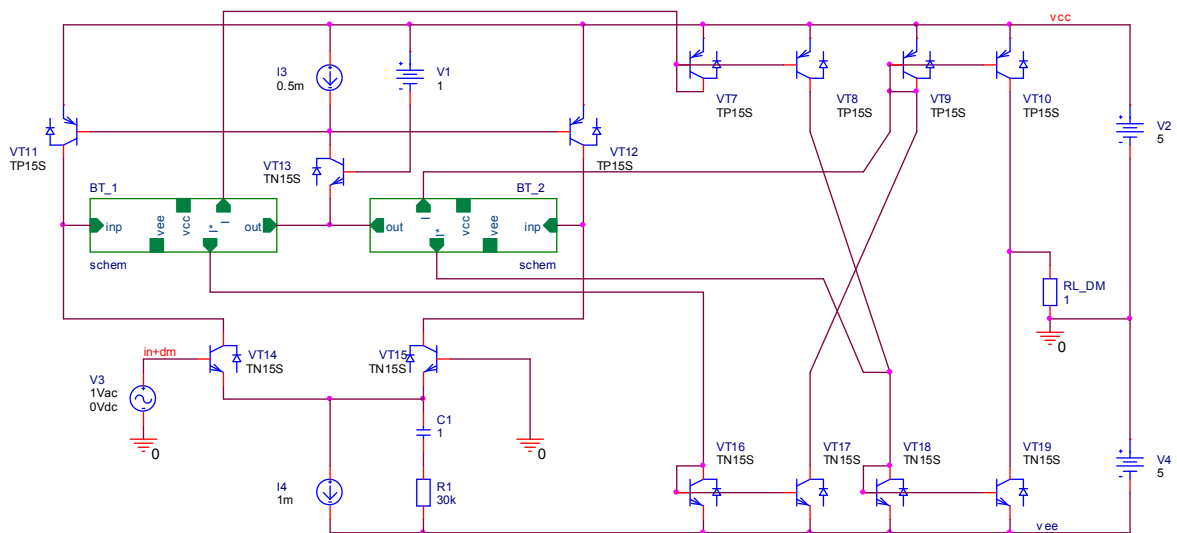 vcc
I3
0.5m
V1
1
VT7
TP15S
VT8
TP15S
VT9
TP15S
VT10
TP15S
V2
5
VT11
TP15S
VT13
TN15S
VT12
TP15S
BT_1
inp
vee
vcc
I*
I
out
schem
BT_2
out
I
I*
vcc
vee
inp
schem
RL_DM
1
0
in+dm
VT14
TN15S
VT15
TN15S
V3
1Vac
0Vdc
0
C1
1
0
R1
30k
I4
1m
VT16
TN15S
VT17
TN15S
VT18
TN15S
VT19
TN15S
V4
5
vee